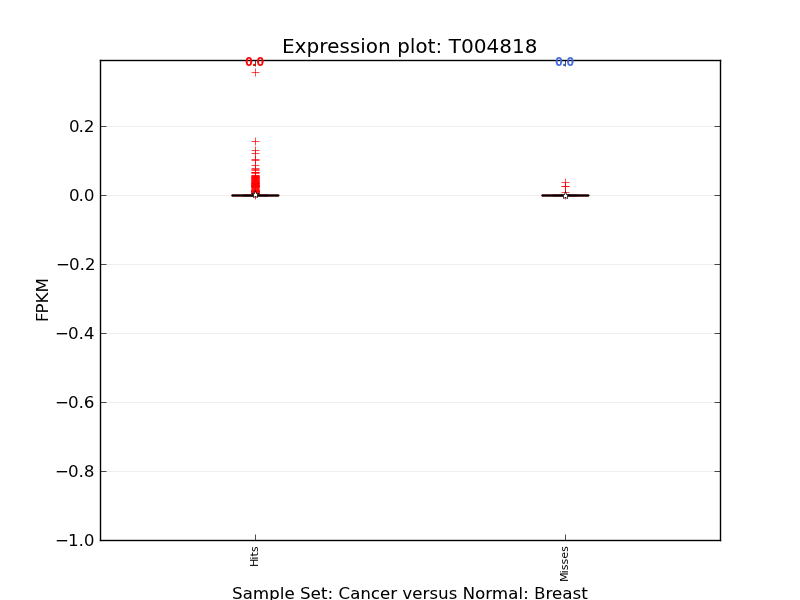 Expression plot: T004818
0.0 0.0
0.2
0.0
−0.2
−0.4
−0.6
−0.8
−1.0
FPKM
Hits Misses
Sample Set: Cancer versus Normal: Breast